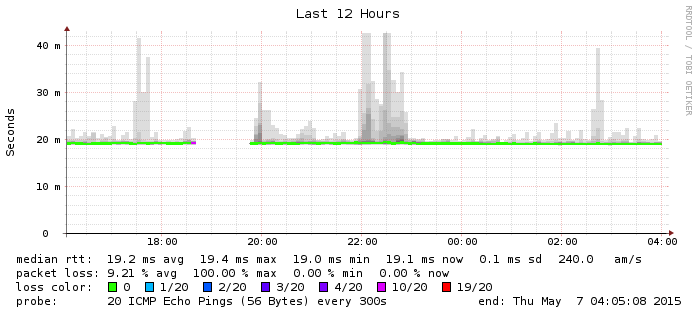 Last 12 Hours
RRDTOOL / TOBI OETIKER
Seconds
40 m
30 m
20 m
10 m
0
18:00 20:00 22:00 00:00 02:00 04:00
median rtt: 19.2 ms avg 19.4 ms max 19.0 ms min 19.1 ms now 0.1 ms sd 240.0 am/s
packet loss: 9.21 % avg 100.00 % max 0.00 % min 0.00 % now
loss color: 0 1/20 2/20 3/20 4/20 10/20 19/20
probe: 20 ICMP Echo Pings (56 Bytes) every 300s end: Thu May 7 04:05:08 2015